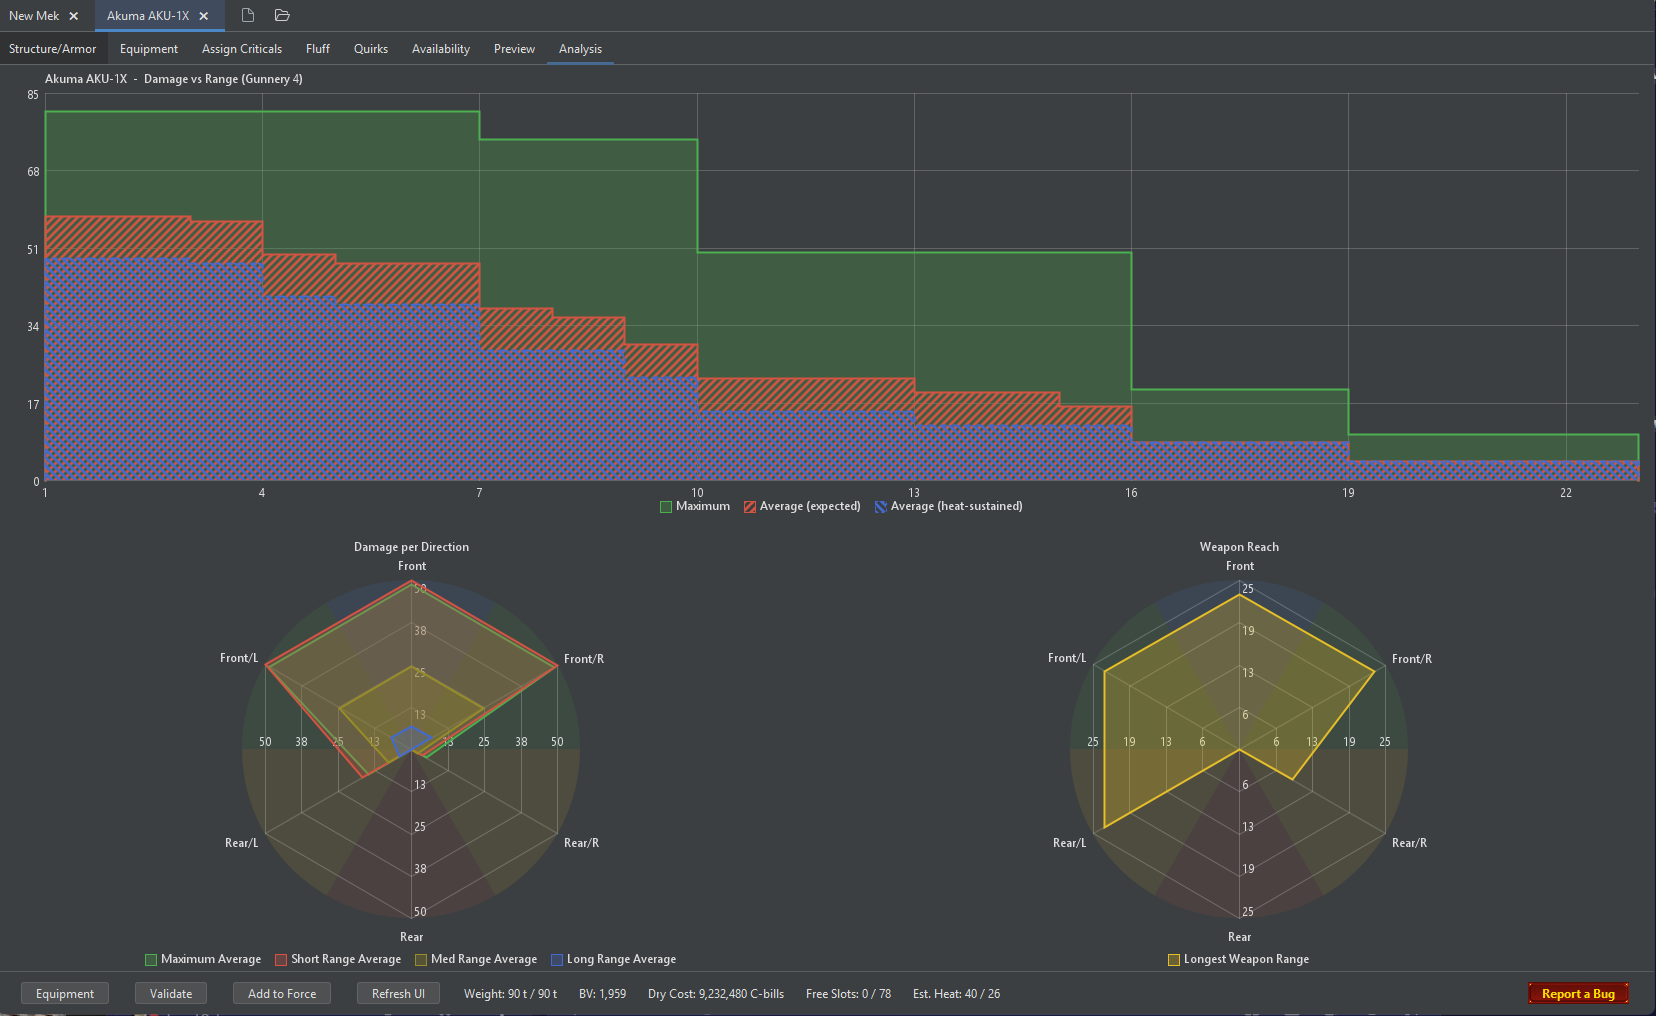 New Mek × Akuma AKU-1X ×
Structure/Armor Equipment Assign Criticals Fluff Quirks Availability Preview Analysis
Akuma AKU-1X - Damage vs Range (Gunnery 4)
85
68
51
34
17
0
1 4 7 10 13 16 19 22
Maximum Average (expected) Average (heat-sustained)
Damage per Direction
Front
50
38
25
13
Front/L
Front/R
50 38 25 13 13 25 38 50
13
25
38
50
Rear/L
Rear/R
Rear
Maximum Average Short Range Average Med Range Average Long Range Average
Weapon Reach
Front
25
19
13
6
Front/L
Front/R
25 19 13 6 6 13 19 25
6
13
19
25
Rear/L
Rear/R
Rear
Longest Weapon Range
Equipment Validate Add to Force Refresh UI Weight: 90 t / 90 t BV: 1,959 Dry Cost: 9,232,480 C-bills Free Slots: 0 / 78 Est. Heat: 40 / 26 Report a Bug